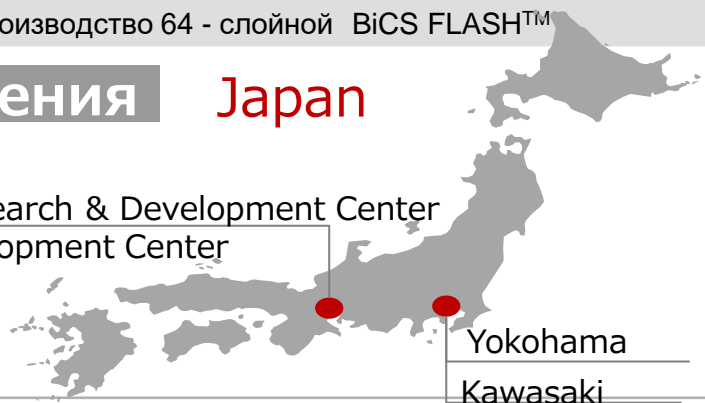 оизводство 64 - слойной BiCS FLASH™
ения Japan
earch & Development Center
opment Center
Yokohama
Kawasaki